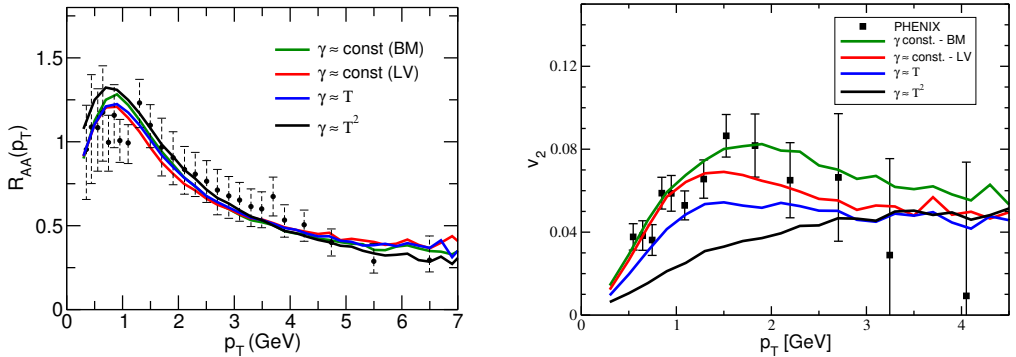 1.5
1
0.5
0
R_AA(p_T)
γ ≈ const (BM)
γ ≈ const (LV)
γ ≈ T
γ ≈ T²
0 1 2 3 4 5 6 7
p_T (GeV)
0.12
0.08
0.04
0
v_2
PHENIX
γ const. - BM
γ ≈ const. - LV
γ ≈ T
γ ≈ T²
0 1 2 3 4
p_T [GeV]